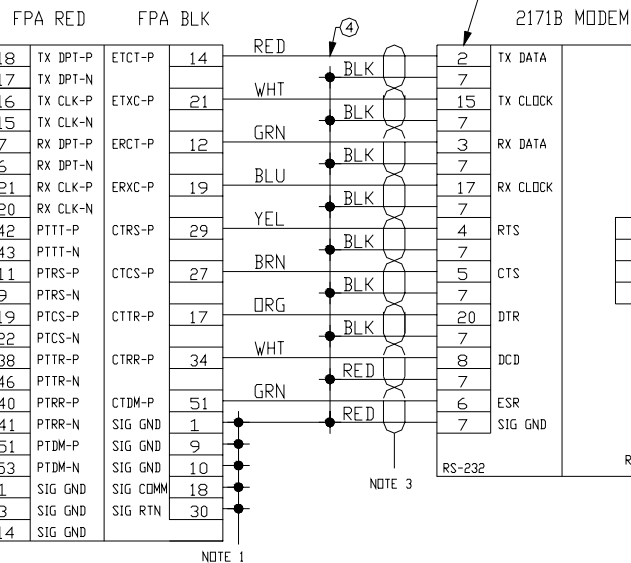 FPA RED FPA BLK 2171B MODEM
4
18 TX DPT-P ETCT-P 14 RED 2 TX DATA
17 TX DPT-N BLK 7
16 TX CLK-P ETXC-P 21 WHT 15 TX CLOCK
15 TX CLK-N BLK 7
7 RX DPT-P ERCT-P 12 GRN 3 RX DATA
6 RX DPT-N BLK 7
21 RX CLK-P ERXC-P 19 BLU 17 RX CLOCK
20 RX CLK-N BLK 7
42 PTTT-P CTRS-P 29 YEL 4 RTS
43 PTTT-N BLK 7
11 PTRS-P CTCS-P 27 BRN 5 CTS
9 PTRS-N BLK 7
19 PTCS-P CTTR-P 17 ORG 20 DTR
22 PTCS-N BLK 7
38 PTTR-P CTRR-P 34 WHT 8 DCD
46 PTTR-N RED 7
40 PTRR-P CTDM-P 51 GRN 6 ESR
41 PTRR-N SIG GND 1 RED 7 SIG GND
51 PTDM-P SIG GND 9
53 PTDM-N SIG GND 10 RS-232 R
1 SIG GND SIG COMM 18 NOTE 3
3 SIG GND SIG RTN 30
14 SIG GND
NOTE 1